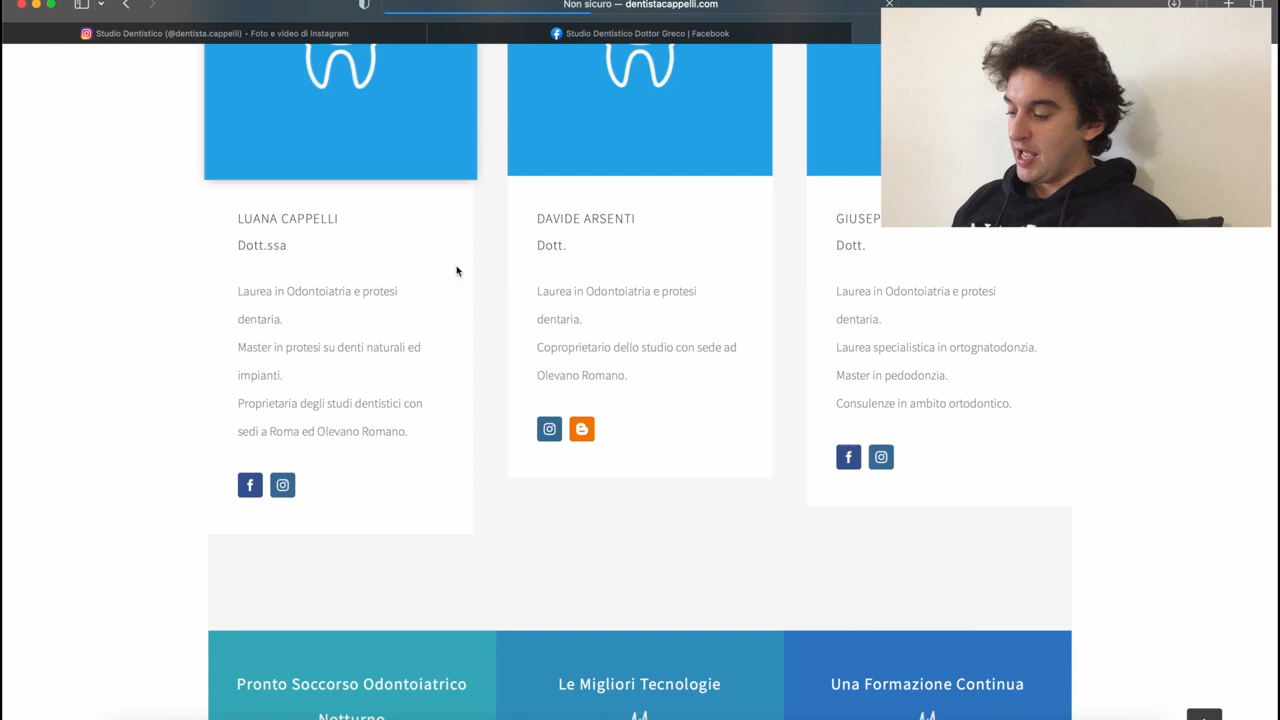 Non sicuro — dentistacappelli.com
Studio Dentistico (@dentista.cappelli) • Foto e video di Instagram
Studio Dentistico Dottor Greco | Facebook
LUANA CAPPELLI
Dott.ssa
Laurea in Odontoiatria e protesi
dentaria.
Master in protesi su denti naturali ed
impianti.
Proprietaria degli studi dentistici con
sedi a Roma ed Olevano Romano.
DAVIDE ARSENTI
Dott.
Laurea in Odontoiatria e protesi
dentaria.
Coproprietario dello studio con sede ad
Olevano Romano.
GIUSEP
Dott.
Laurea in Odontoiatria e protesi
dentaria.
Laurea specialistica in ortognatodonzia.
Master in pedodonzia.
Consulenze in ambito ortodontico.
Pronto Soccorso Odontoiatrico
Notturno
Le Migliori Tecnologie
Una Formazione Continua